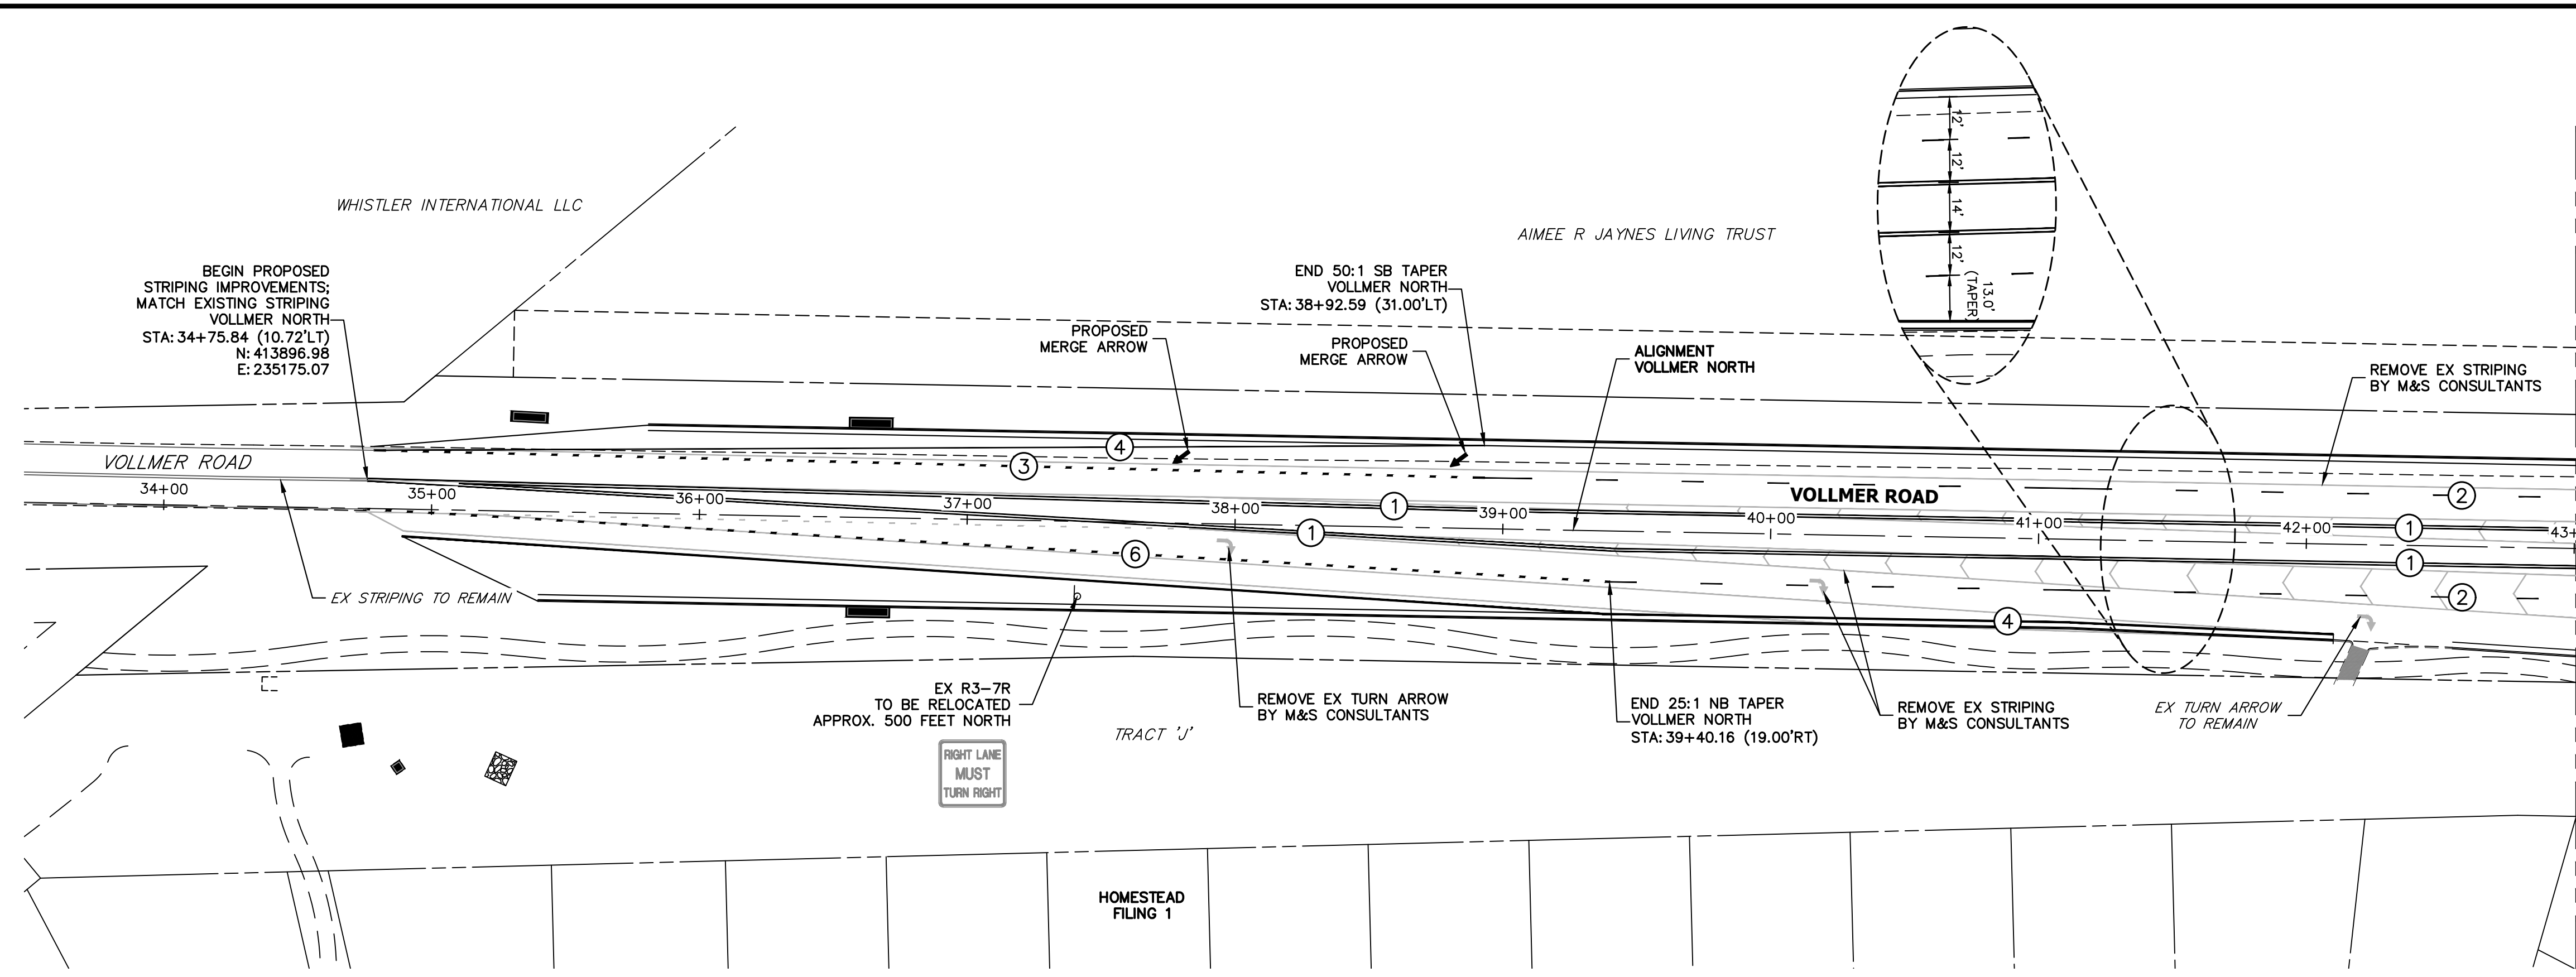 12'
12'
14'
12'
13.0'
(TAPER)
WHISTLER INTERNATIONAL LLC
AIMEE R JAYNES LIVING TRUST
BEGIN PROPOSED
STRIPING IMPROVEMENTS;
MATCH EXISTING STRIPING
VOLLMER NORTH
STA: 34+75.84 (10.72'LT)
N: 413896.98
E: 235175.07
END 50:1 SB TAPER
VOLLMER NORTH
STA: 38+92.59 (31.00'LT)
PROPOSED
MERGE ARROW
PROPOSED
MERGE ARROW
ALIGNMENT
VOLLMER NORTH
REMOVE EX STRIPING
BY M&S CONSULTANTS
VOLLMER ROAD
4
3
VOLLMER ROAD
2
34+00
35+00
36+00
37+00
38+00
1
39+00
40+00
41+00
42+00
1
43+
1
1
6
2
4
EX STRIPING TO REMAIN
EX R3-7R
TO BE RELOCATED
APPROX. 500 FEET NORTH
REMOVE EX TURN ARROW
BY M&S CONSULTANTS
END 25:1 NB TAPER
VOLLMER NORTH
STA: 39+40.16 (19.00'RT)
REMOVE EX STRIPING
BY M&S CONSULTANTS
EX TURN ARROW
TO REMAIN
TRACT 'J'
RIGHT LANE
MUST
TURN RIGHT
HOMESTEAD
FILING 1